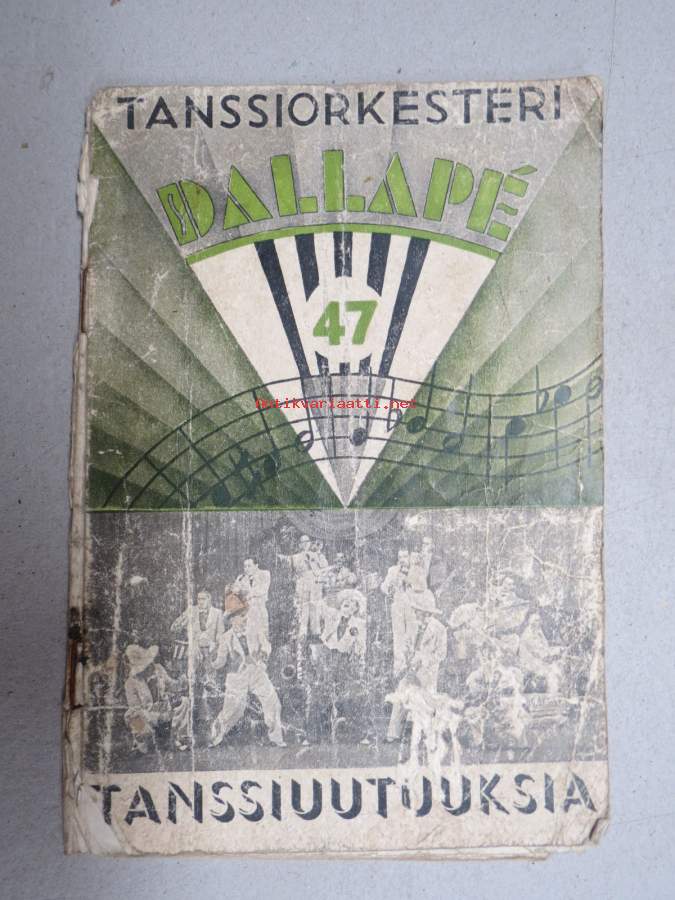 TANSSIORKESTERI
DALLAPÉ
47
antikvariaatti.net
TANSSIUUTUUKSIA